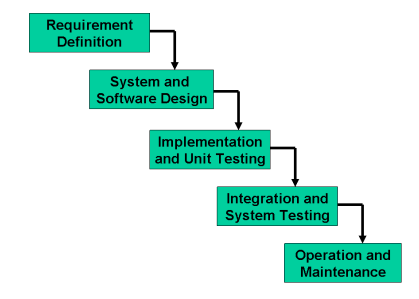 Requirement
Definition
System and
Software Design
Implementation
and Unit Testing
Integration and
System Testing
Operation and
Maintenance